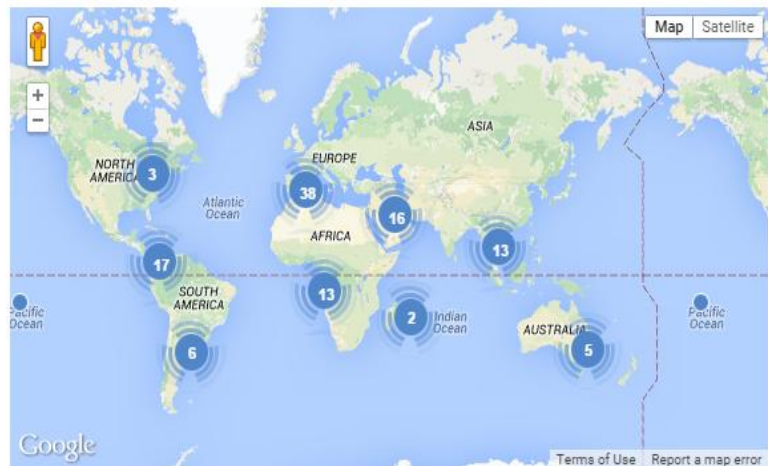 Map Satellite
+
−
ASIA
NORTH
AMERICA
3
EUROPE
38
Atlantic
Ocean
16
AFRICA
13
17
13
SOUTH
AMERICA
2
Indian
Ocean
Pacific
Ocean
Pacific
Ocean
AUSTRALIA
5
6
Google
Terms of Use Report a map error